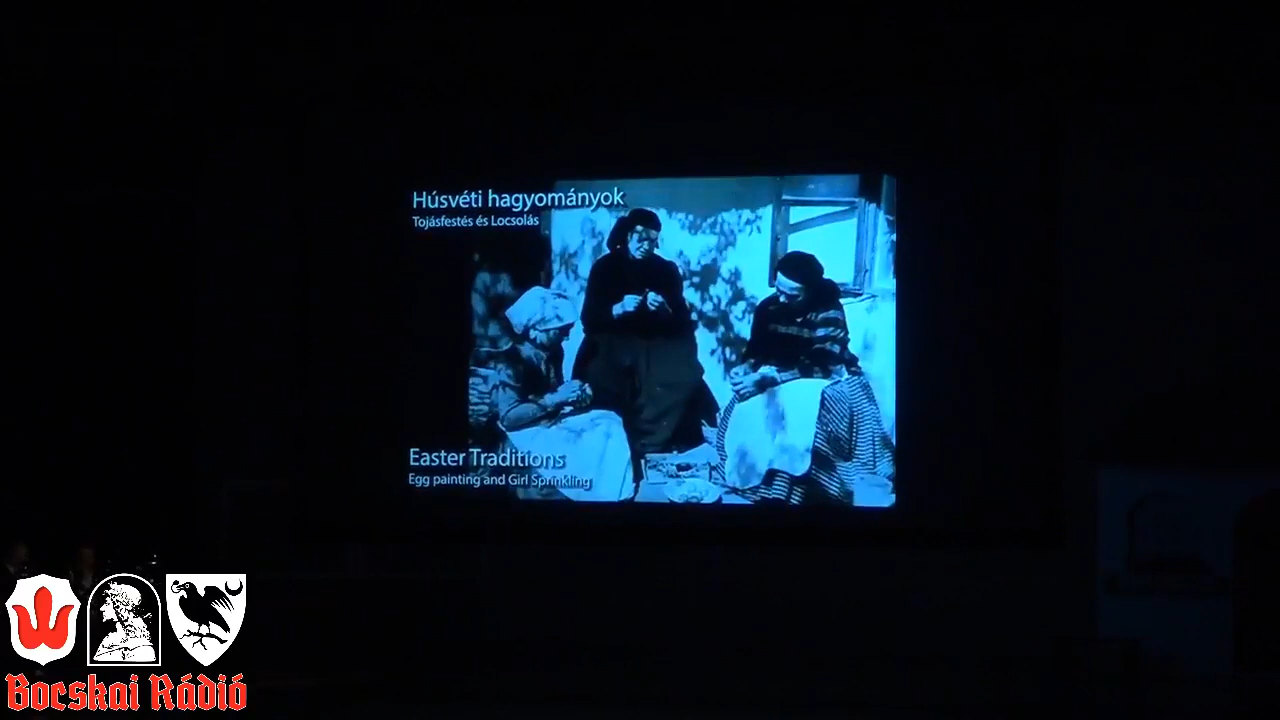 Húsvéti hagyományok
Tojásfestés és Locsolás
Easter Traditions
Egg painting and Girl Sprinkling
Bocskai Rádió